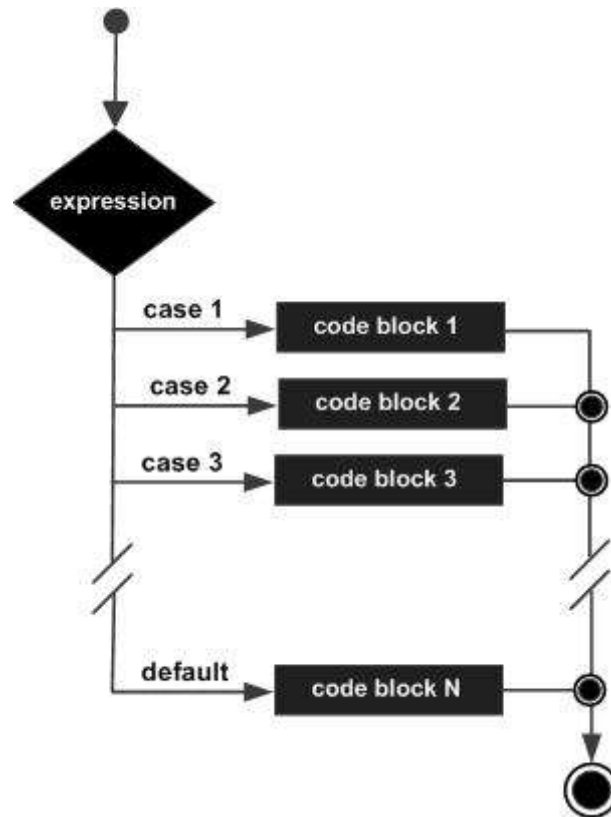 expression
case 1
code block 1
case 2
code block 2
case 3
code block 3
default
code block N